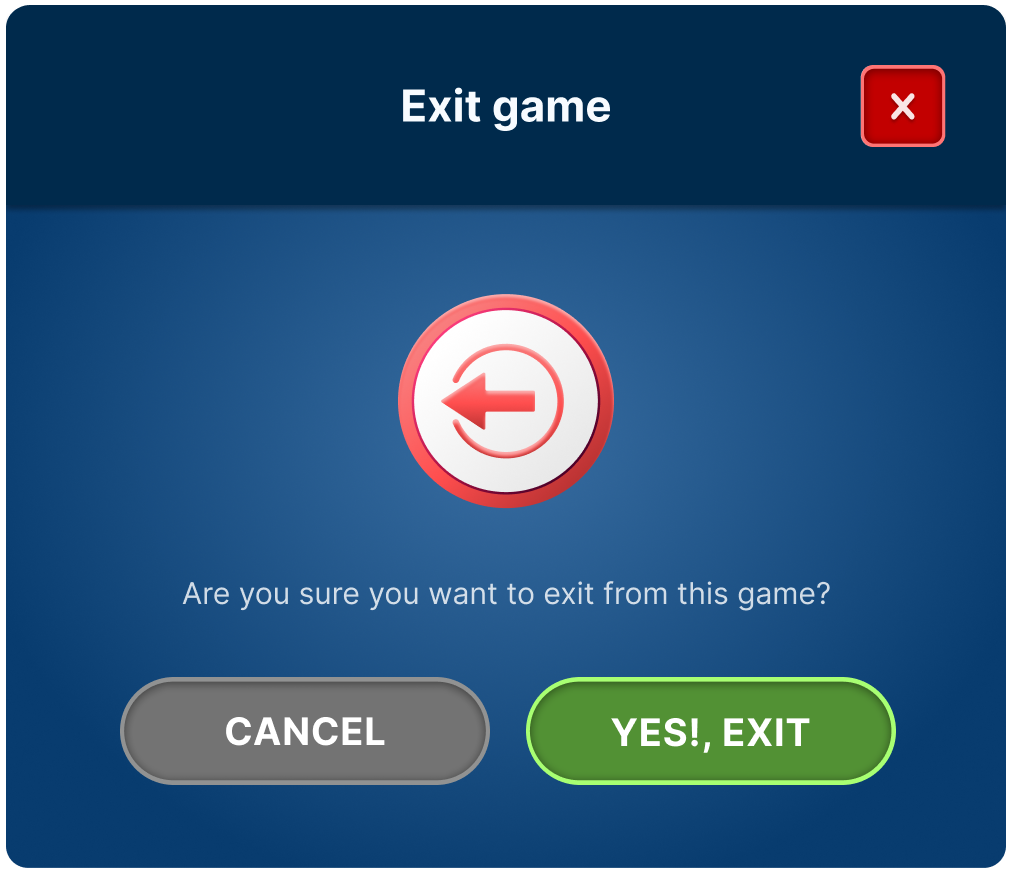 Exit game
X
Are you sure you want to exit from this game?
CANCEL
YES!, EXIT